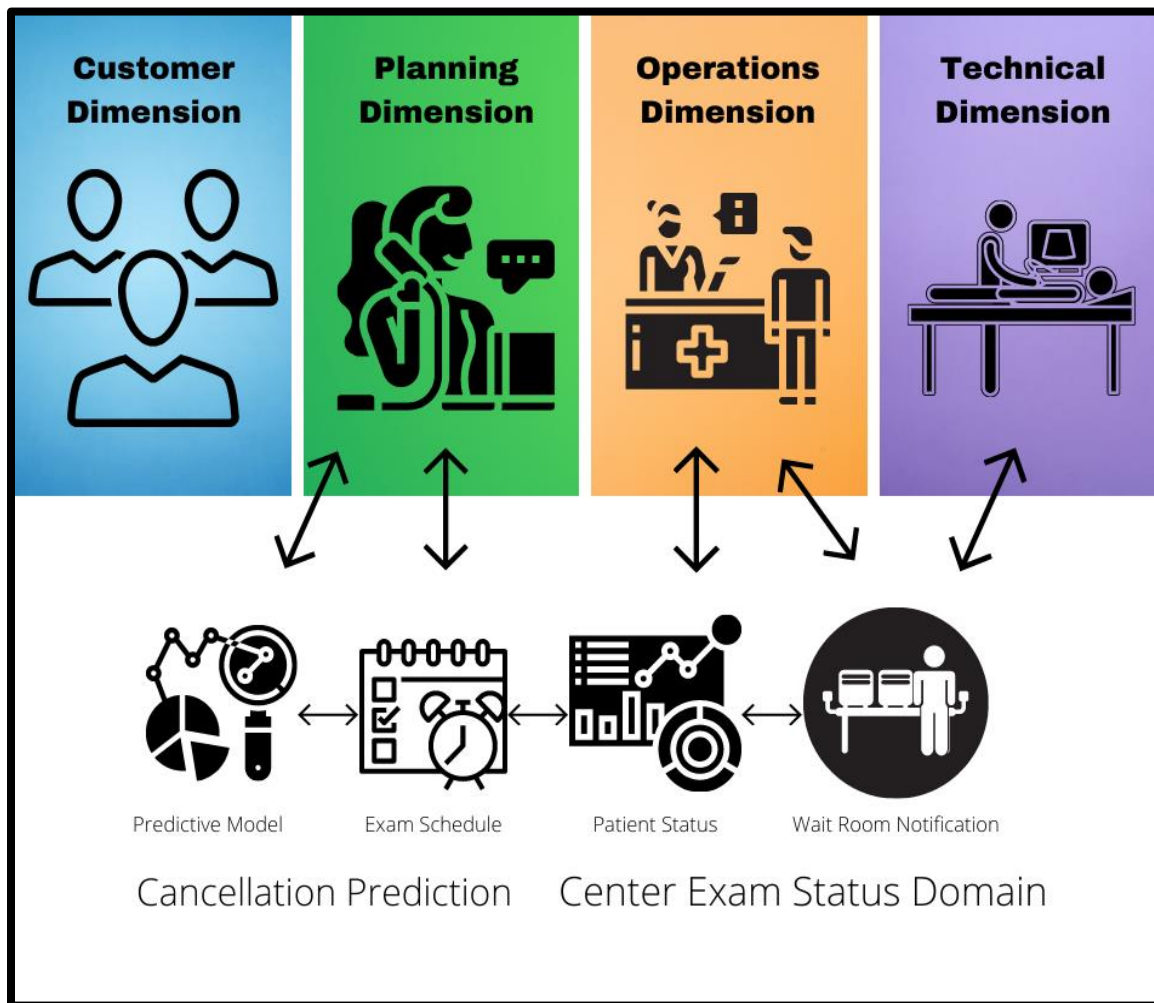 Customer
Dimension
Planning
Dimension
Operations
Dimension
Technical
Dimension
Predictive Model
Exam Schedule
Patient Status
Wait Room Notification
Cancellation Prediction
Center Exam Status Domain